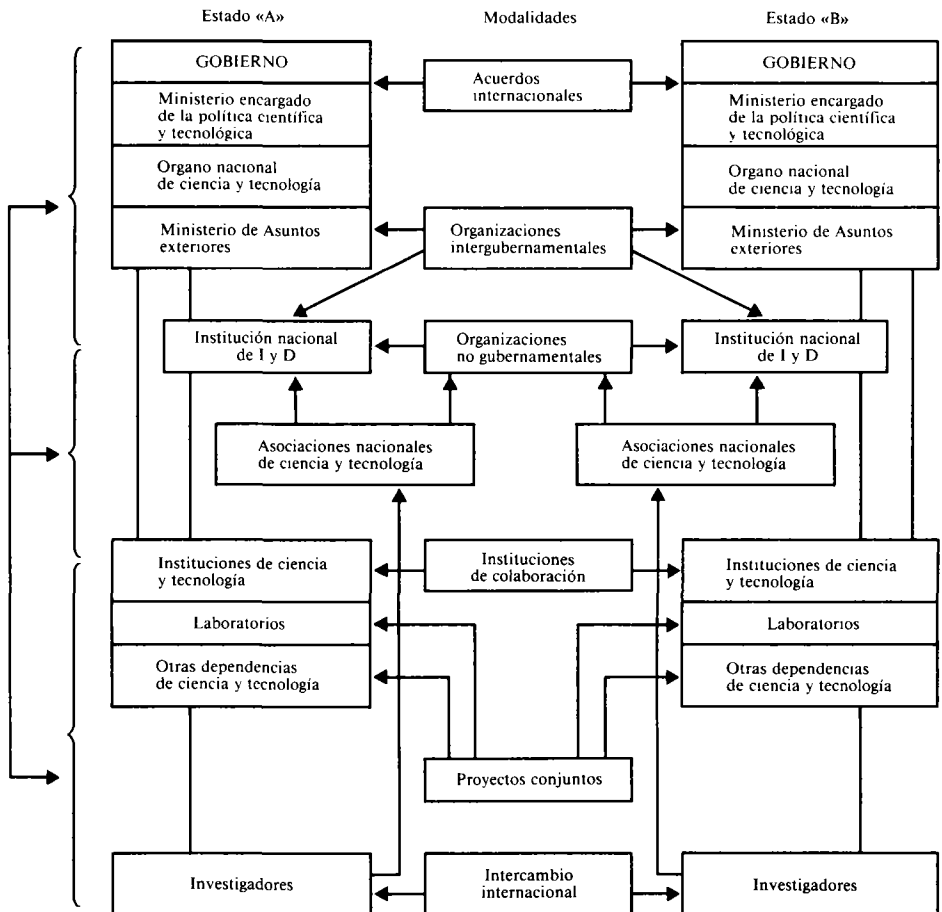 Estado «A»
Modalidades
Estado «B»
GOBIERNO
Acuerdos
internacionales
GOBIERNO
Ministerio encargado
de la política científica
y tecnológica
Ministerio encargado
de la política científica
y tecnológica
Organo nacional
de ciencia y tecnología
Organo nacional
de ciencia y tecnología
Ministerio de Asuntos
exteriores
Organizaciones
intergubernamentales
Ministerio de Asuntos
exteriores
Institución nacional
de I y D
Organizaciones
no gubernamentales
Institución nacional
de I y D
Asociaciones nacionales
de ciencia y tecnología
Asociaciones nacionales
de ciencia y tecnología
Instituciones de ciencia
y tecnología
Instituciones
de colaboración
Instituciones de ciencia
y tecnología
Laboratorios
Laboratorios
Otras dependencias
de ciencia y tecnología
Otras dependencias
de ciencia y tecnología
Proyectos conjuntos
Investigadores
Intercambio
internacional
Investigadores